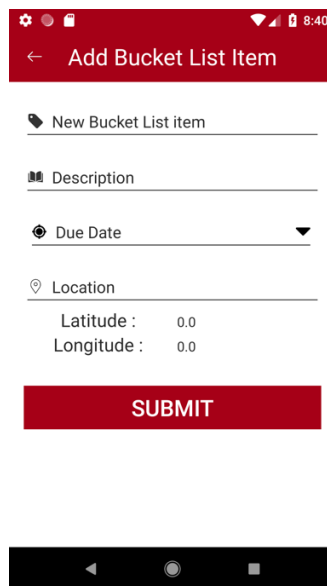 8:40
Add Bucket List Item
New Bucket List item
Description
Due Date
Location
Latitude : 0.0
Longitude : 0.0
SUBMIT